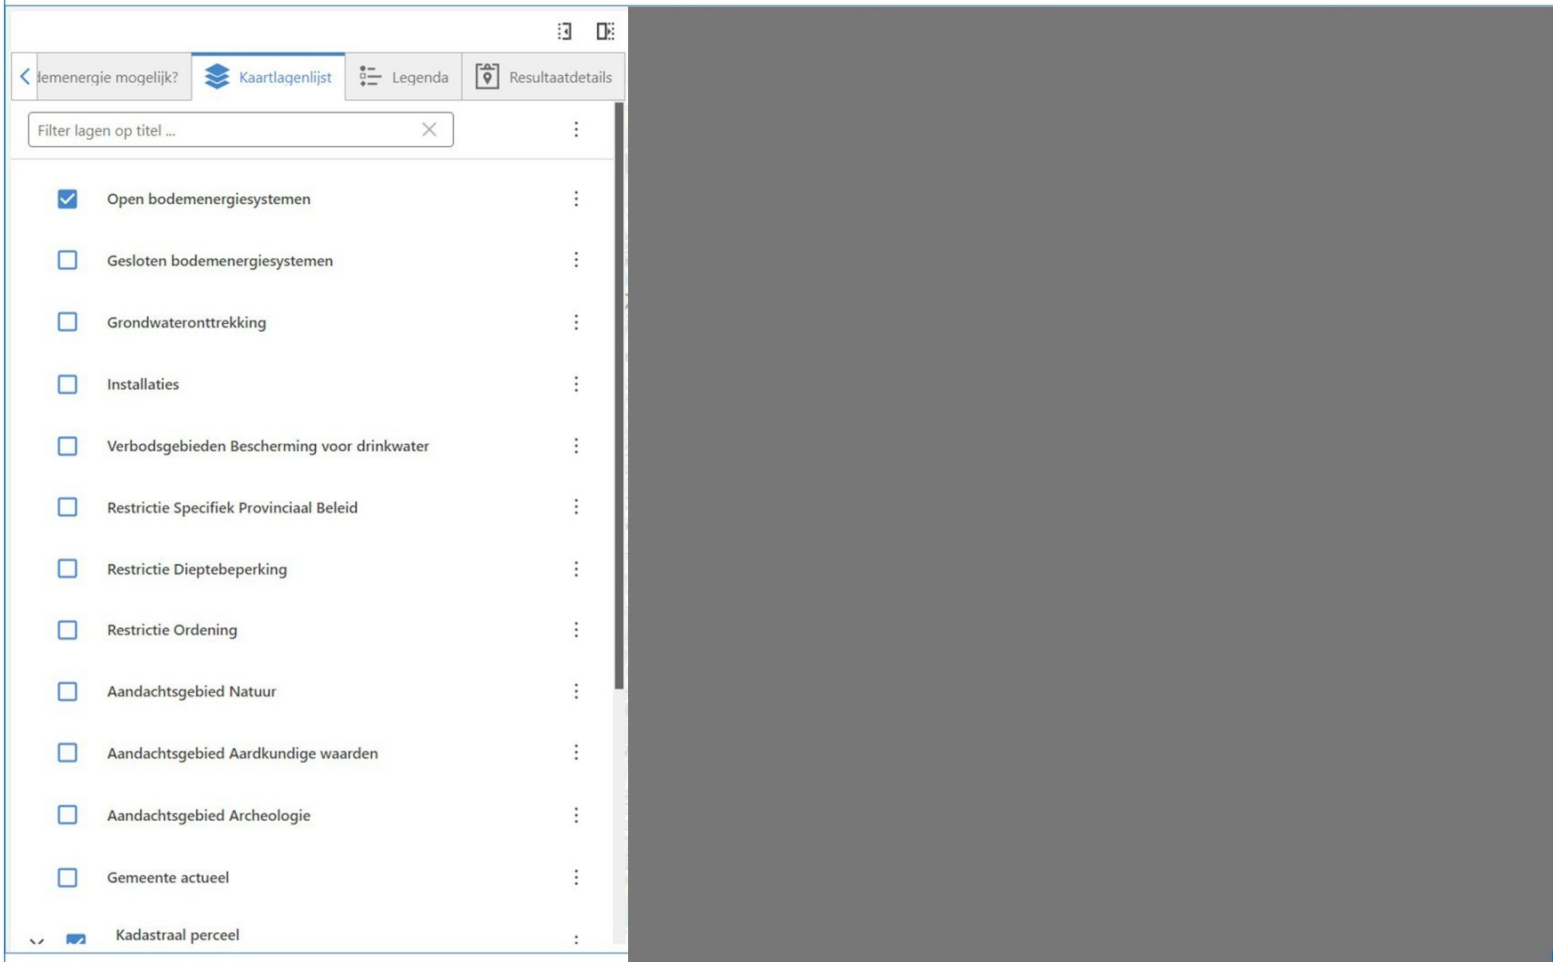 demenergie mogelijk? Kaartlagenlijst Legenda Resultaatdetails
Filter lagen op titel ...
Open bodemenergiesystemen
Gesloten bodemenergiesystemen
Grondwateronttrekking
Installaties
Verbodsgebieden Bescherming voor drinkwater
Restrictie Specifiek Provinciaal Beleid
Restrictie Dieptebeperking
Restrictie Ordening
Aandachtsgebied Natuur
Aandachtsgebied Aardkundige waarden
Aandachtsgebied Archeologie
Gemeente actueel
Kadastraal perceel